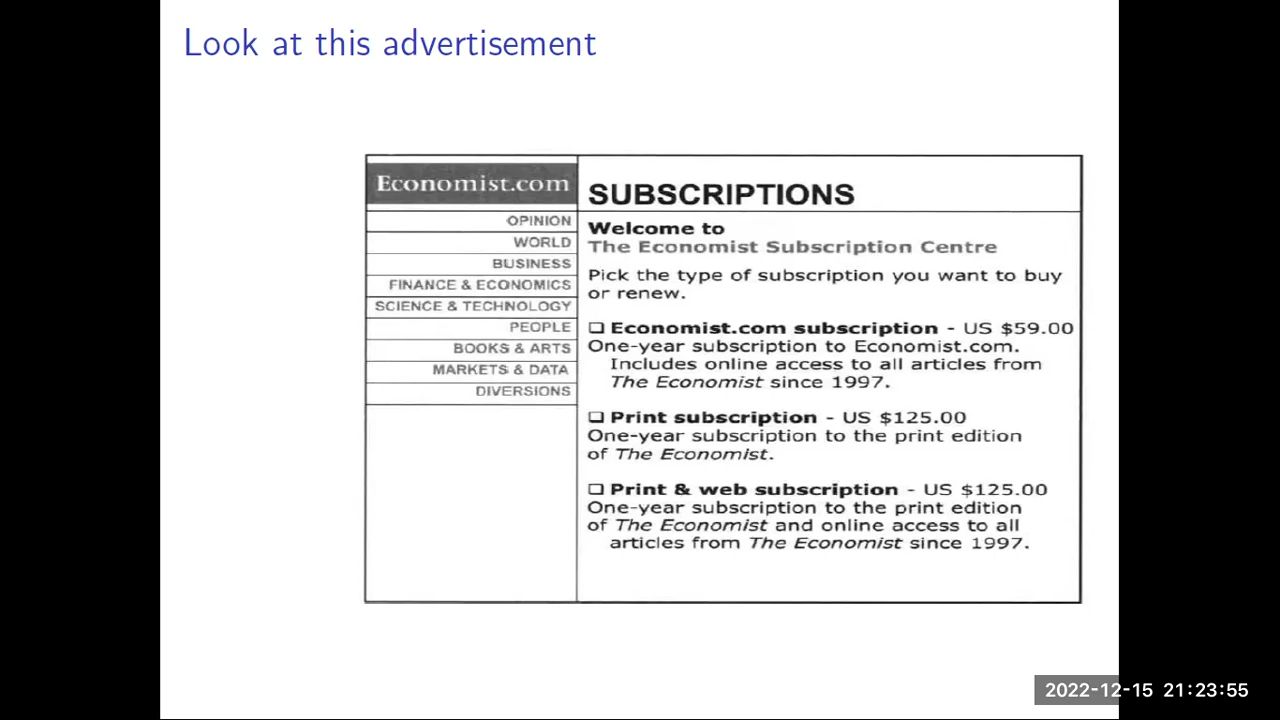 Look at this advertisement
Economist.com
OPINION
WORLD
BUSINESS
FINANCE & ECONOMICS
SCIENCE & TECHNOLOGY
PEOPLE
BOOKS & ARTS
MARKETS & DATA
DIVERSIONS
SUBSCRIPTIONS
Welcome to
The Economist Subscription Centre
Pick the type of subscription you want to buy
or renew.
❑ Economist.com subscription - US $59.00
One-year subscription to Economist.com.
Includes online access to all articles from
The Economist since 1997.
❑ Print subscription - US $125.00
One-year subscription to the print edition
of The Economist.
❑ Print & web subscription - US $125.00
One-year subscription to the print edition
of The Economist and online access to all
articles from The Economist since 1997.
2022-12-15 21:23:55